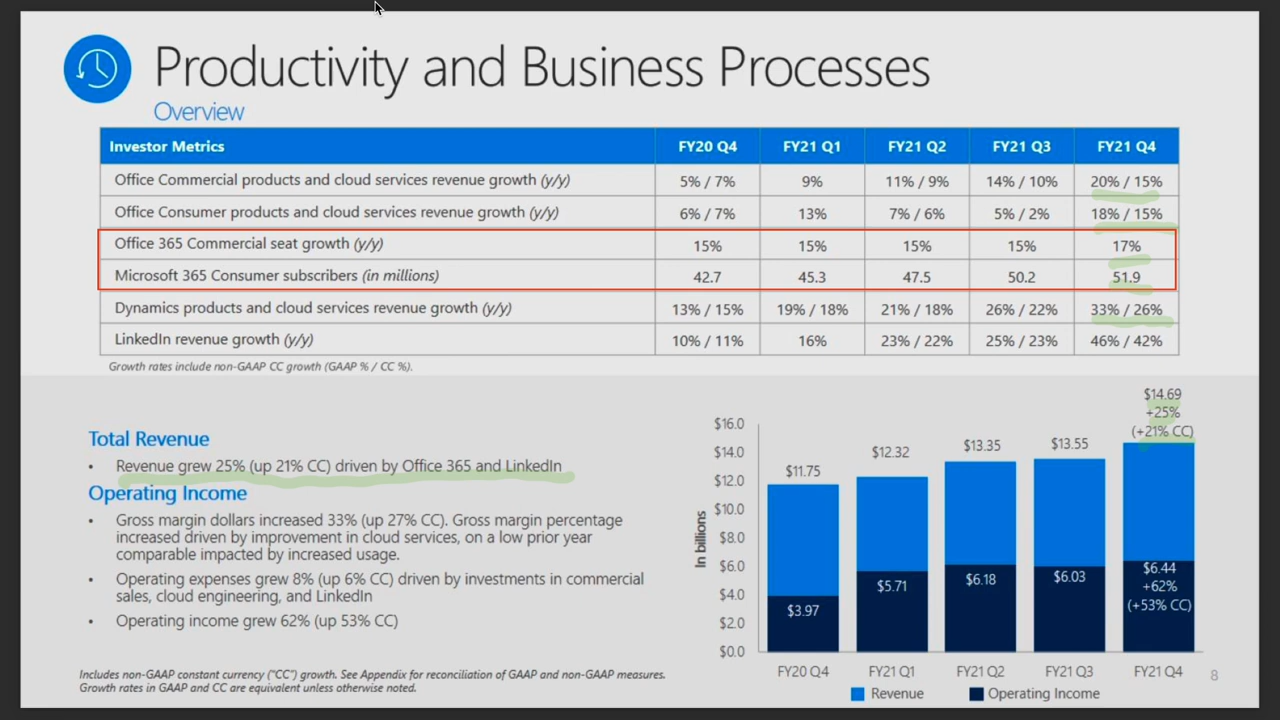 Productivity and Business Processes
Overview
Investor Metrics FY20 Q4 FY21 Q1 FY21 Q2 FY21 Q3 FY21 Q4
Office Commercial products and cloud services revenue growth (y/y) 5% / 7% 9% 11% / 9% 14% / 10% 20% / 15%
Office Consumer products and cloud services revenue growth (y/y) 6% / 7% 13% 7% / 6% 5% / 2% 18% / 15%
Office 365 Commercial seat growth (y/y) 15% 15% 15% 15% 17%
Microsoft 365 Consumer subscribers (in millions) 42.7 45.3 47.5 50.2 51.9
Dynamics products and cloud services revenue growth (y/y) 13% / 15% 19% / 18% 21% / 18% 26% / 22% 33% / 26%
LinkedIn revenue growth (y/y) 10% / 11% 16% 23% / 22% 25% / 23% 46% / 42%
Growth rates include non-GAAP CC growth (GAAP % / CC %).
Total Revenue
• Revenue grew 25% (up 21% CC) driven by Office 365 and LinkedIn
Operating Income
• Gross margin dollars increased 33% (up 27% CC). Gross margin percentage
increased driven by improvement in cloud services, on a low prior year
comparable impacted by increased usage.
• Operating expenses grew 8% (up 6% CC) driven by investments in commercial
sales, cloud engineering, and LinkedIn
• Operating income grew 62% (up 53% CC)
Includes non-GAAP constant currency ("CC") growth. See Appendix for reconciliation of GAAP and non-GAAP measures.
Growth rates in GAAP and CC are equivalent unless otherwise noted.
In billions
$16.0
$14.0
$12.0
$10.0
$8.0
$6.0
$4.0
$2.0
$0.0
$11.75
$12.32
$13.35
$13.55
$14.69
+25%
(+21% CC)
$3.97
$5.71
$6.18
$6.03
$6.44
+62%
(+53% CC)
FY20 Q4 FY21 Q1 FY21 Q2 FY21 Q3 FY21 Q4
Revenue Operating Income
8